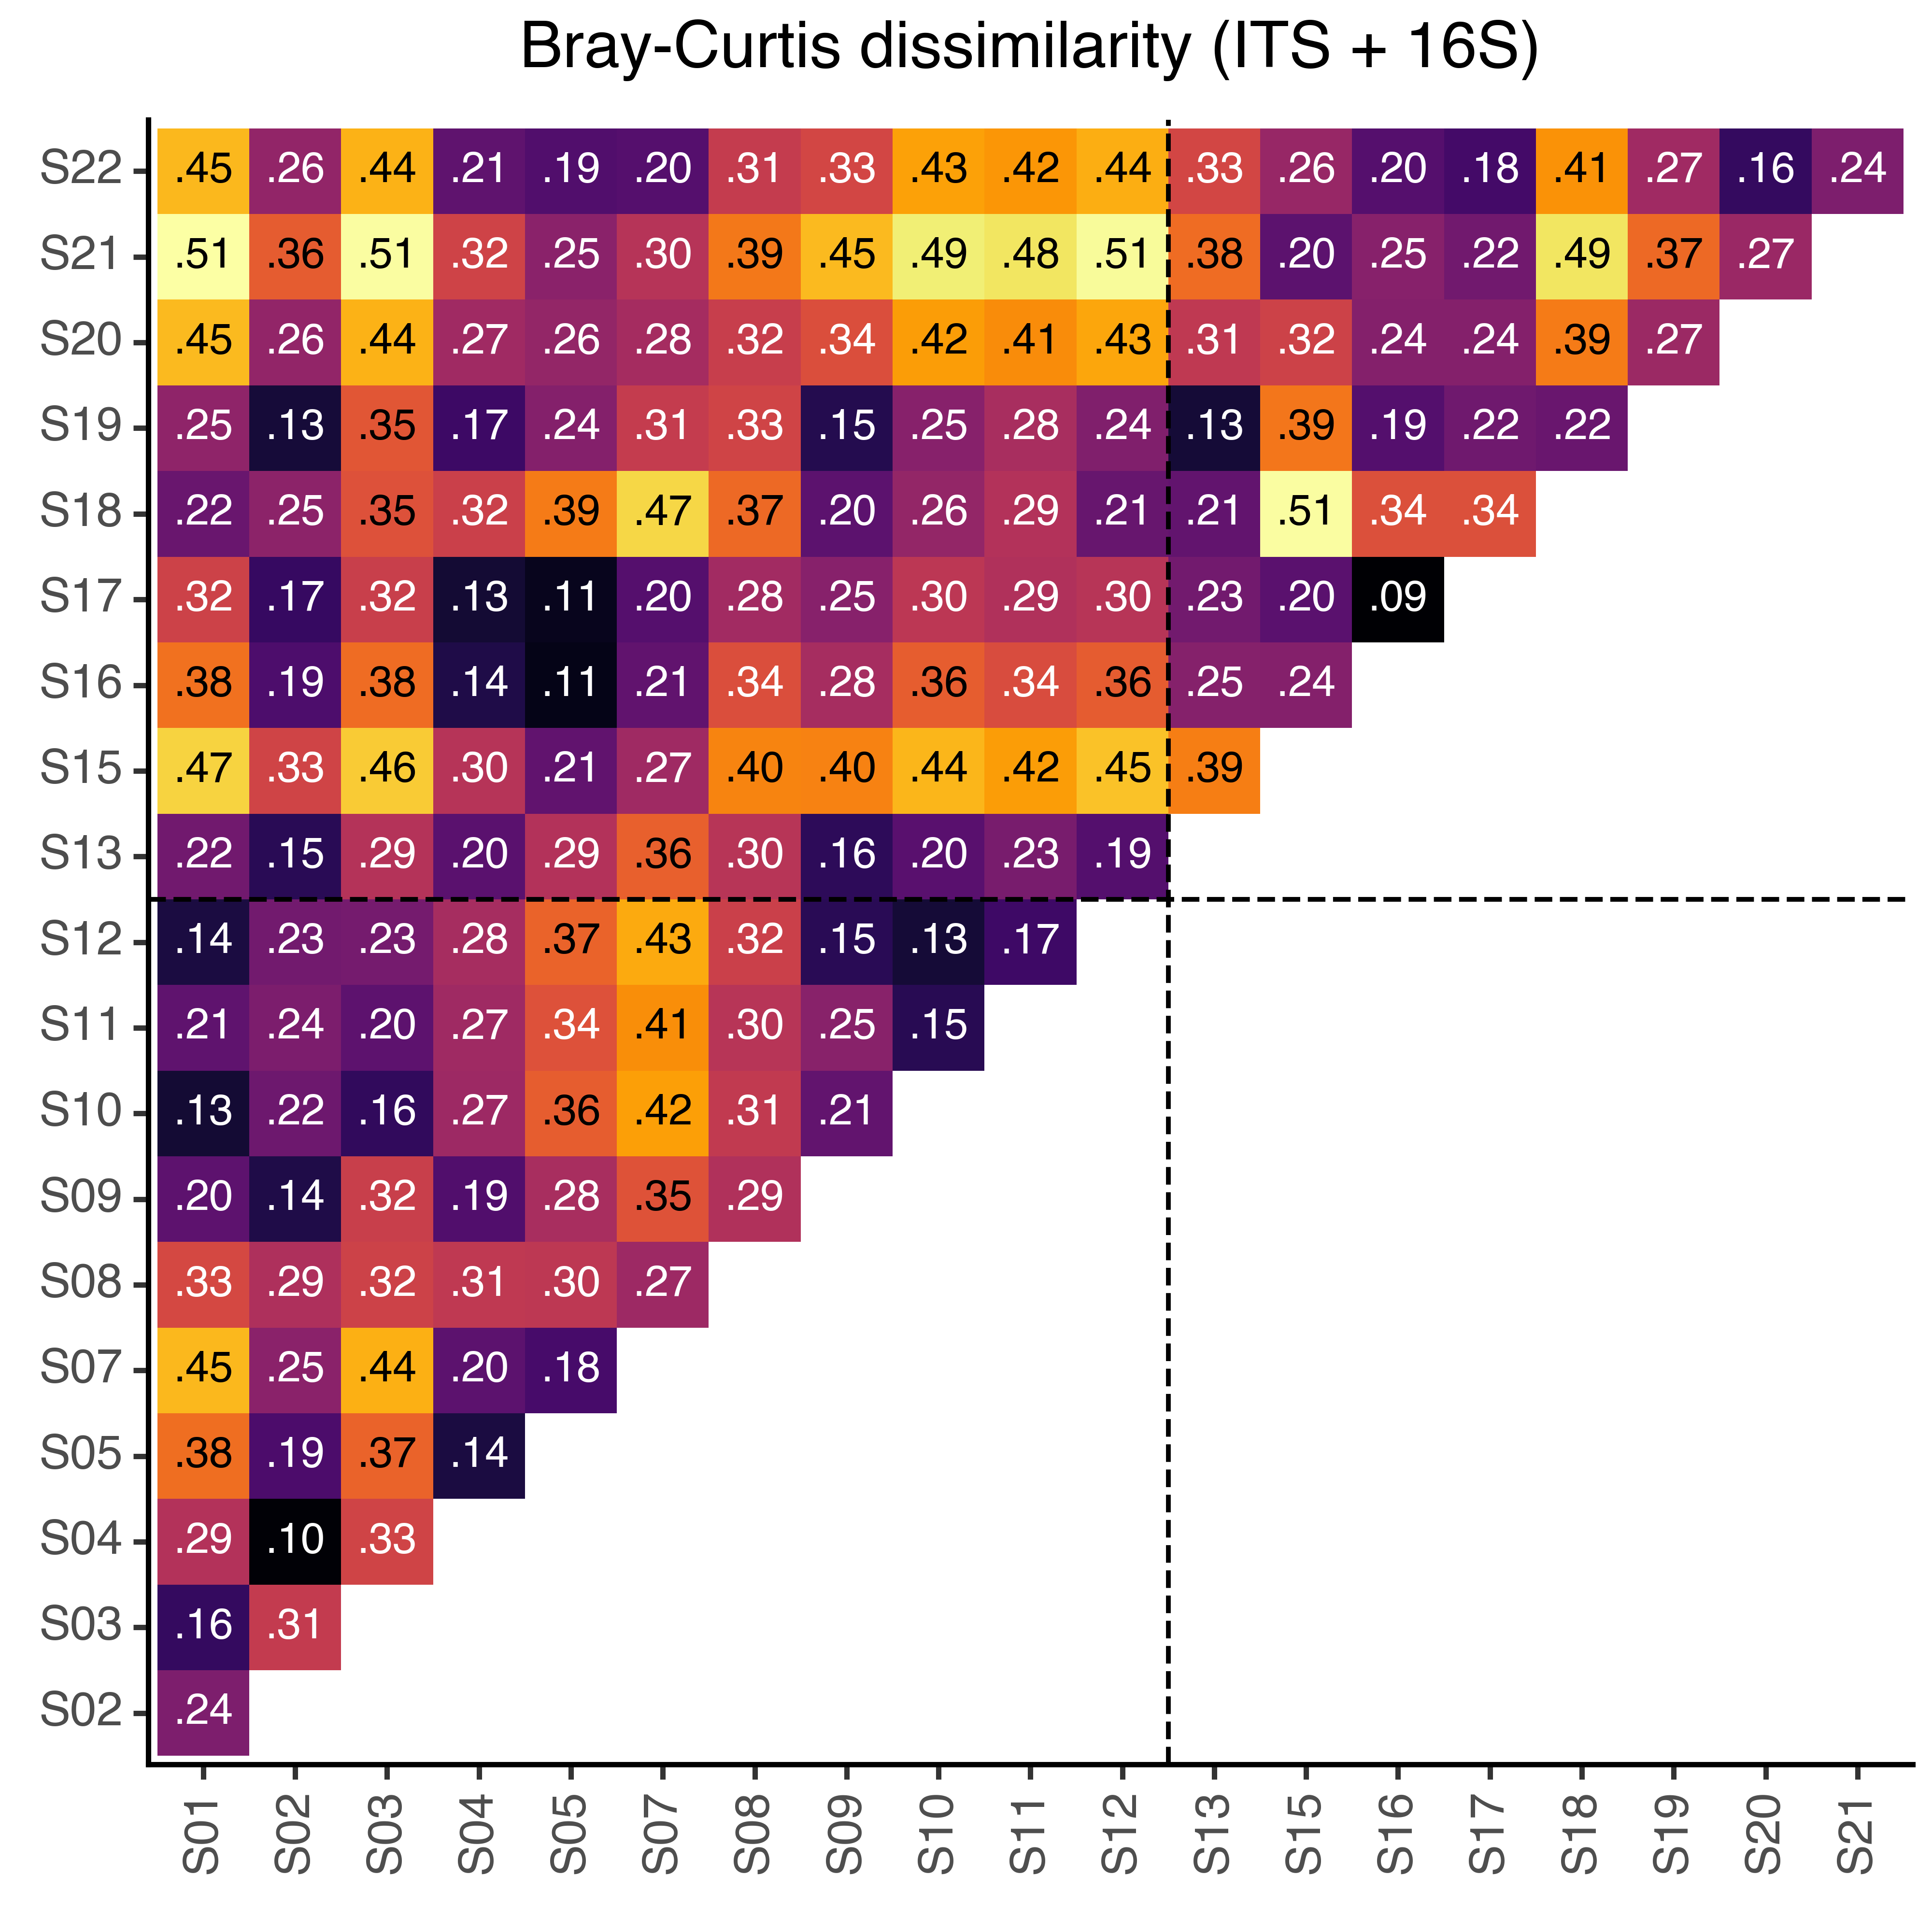 Bray-Curtis dissimilarity (ITS + 16S)
S22 .45 .26 .44 .21 .19 .20 .31 .33 .43 .42 .44 .33 .26 .20 .18 .41 .27 .16 .24
S21 .51 .36 .51 .32 .25 .30 .39 .45 .49 .48 .51 .38 .20 .25 .22 .49 .37 .27
S20 .45 .26 .44 .27 .26 .28 .32 .34 .42 .41 .43 .31 .32 .24 .24 .39 .27
S19 .25 .13 .35 .17 .24 .31 .33 .15 .25 .28 .24 .13 .39 .19 .22 .22
S18 .22 .25 .35 .32 .39 .47 .37 .20 .26 .29 .21 .21 .51 .34 .34
S17 .32 .17 .32 .13 .11 .20 .28 .25 .30 .29 .30 .23 .20 .09
S16 .38 .19 .38 .14 .11 .21 .34 .28 .36 .34 .36 .25 .24
S15 .47 .33 .46 .30 .21 .27 .40 .40 .44 .42 .45 .39
S13 .22 .15 .29 .20 .29 .36 .30 .16 .20 .23 .19
S12 .14 .23 .23 .28 .37 .43 .32 .15 .13 .17
S11 .21 .24 .20 .27 .34 .41 .30 .25 .15
S10 .13 .22 .16 .27 .36 .42 .31 .21
S09 .20 .14 .32 .19 .28 .35 .29
S08 .33 .29 .32 .31 .30 .27
S07 .45 .25 .44 .20 .18
S05 .38 .19 .37 .14
S04 .29 .10 .33
S03 .16 .31
S02 .24
S01 S02 S03 S04 S05 S07 S08 S09 S10 S11 S12 S13 S15 S16 S17 S18 S19 S20 S21